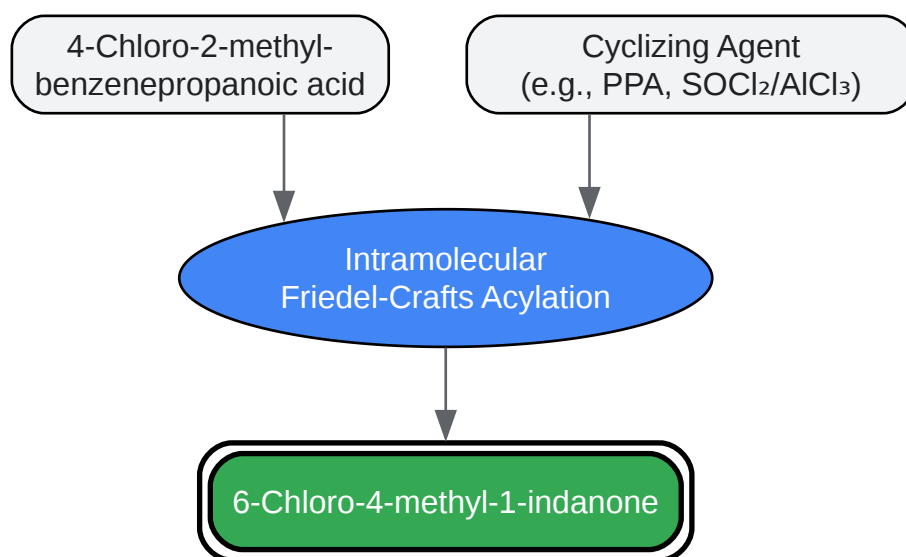 4-Chloro-2-methyl-
benzenepropanoic acid
Cyclizing Agent
(e.g., PPA, SOCl₂/AlCl₃)
Intramolecular
Friedel-Crafts Acylation
6-Chloro-4-methyl-1-indanone